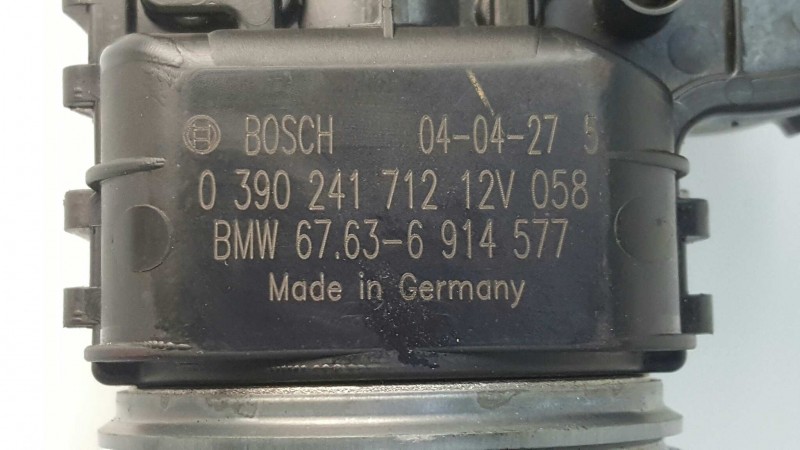 BOSCH 04-04-27 5
0 390 241 712 12V 058
BMW 67.63-6 914 577
Made in Germany